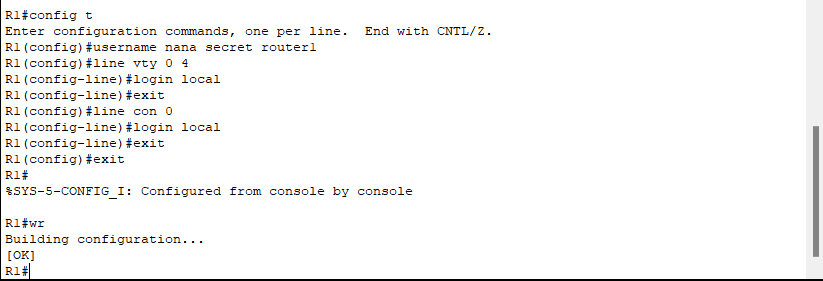 R1#config t
Enter configuration commands, one per line.  End with CNTL/Z.
R1(config)#username nana secret router1
R1(config)#line vty 0 4
R1(config-line)#login local
R1(config-line)#exit
R1(config)#line con 0
R1(config-line)#login local
R1(config-line)#exit
R1(config)#exit
R1#
%SYS-5-CONFIG_I: Configured from console by console
R1#wr
Building configuration...
[OK]
R1#